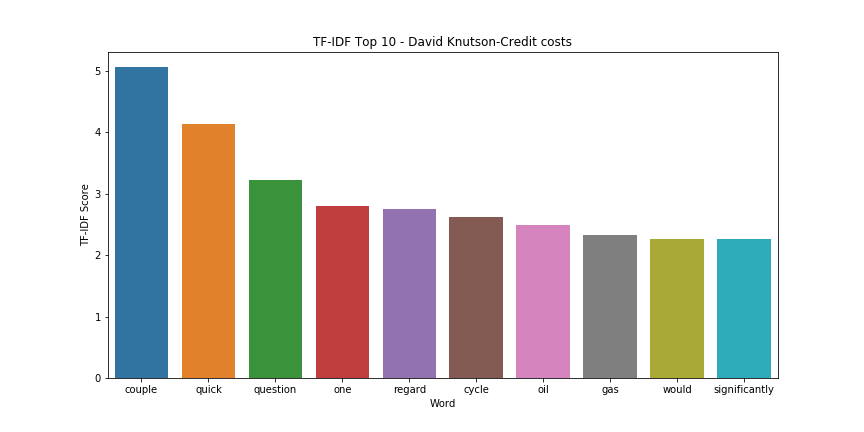 TF-IDF Top 10 - David Knutson-Credit costs
5
4
3
2
1
0
TF-IDF Score
couple quick question one regard cycle oil gas would significantly
Word